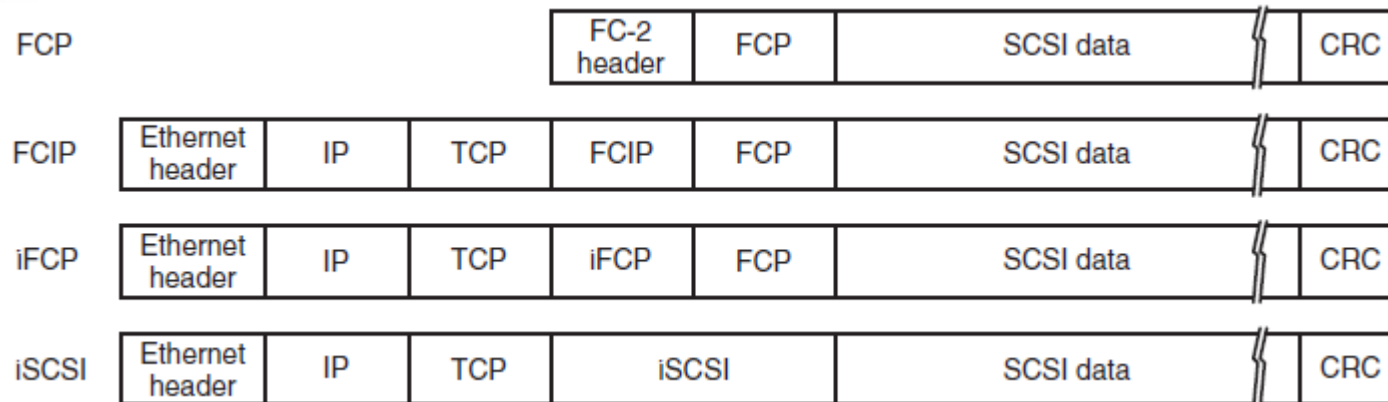 FCP FC-2 header FCP SCSI data CRC
FCIP Ethernet header IP TCP FCIP FCP SCSI data CRC
iFCP Ethernet header IP TCP iFCP FCP SCSI data CRC
iSCSI Ethernet header IP TCP iSCSI SCSI data CRC